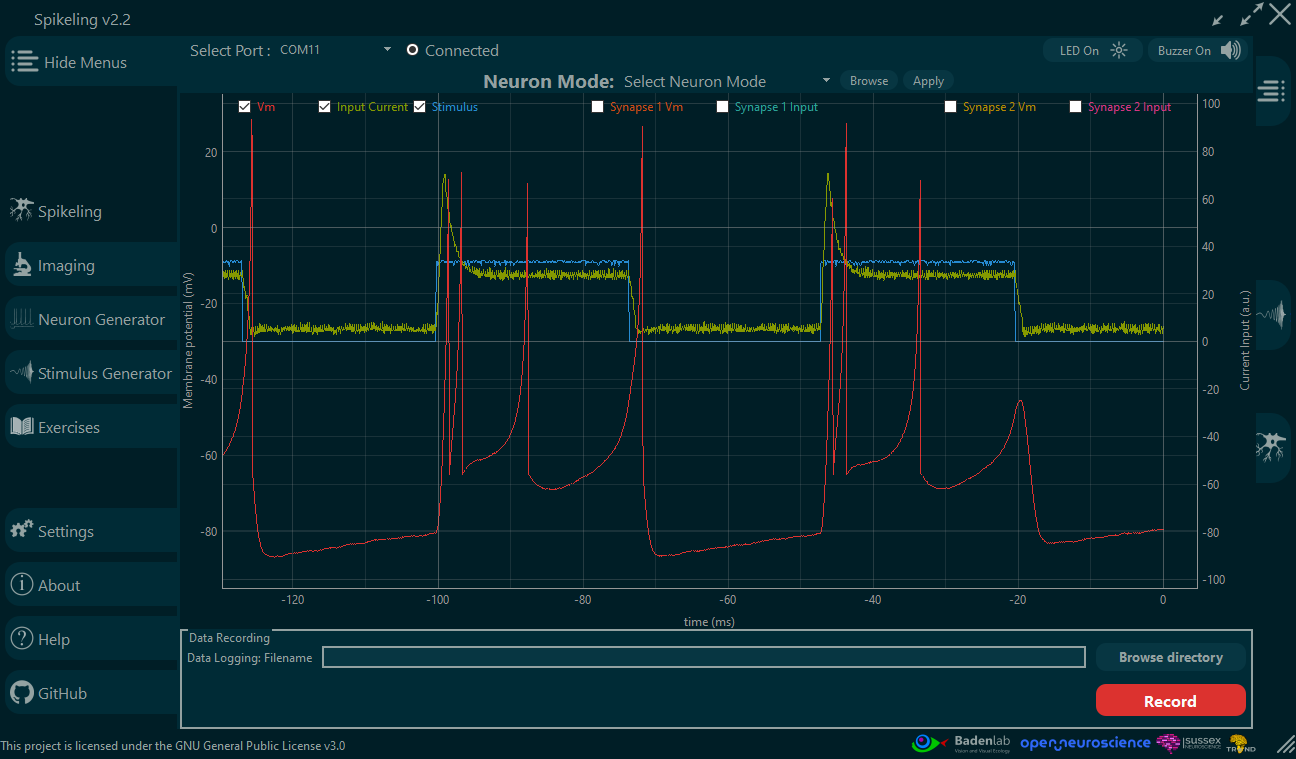 Spikeling v2.2
Hide Menus
Select Port : COM11 Connected
LED On Buzzer On
Neuron Mode: Select Neuron Mode Browse Apply
Vm Input Current Stimulus Synapse 1 Vm Synapse 1 Input Synapse 2 Vm Synapse 2 Input
Spikeling
Imaging
Neuron Generator
Stimulus Generator
Exercises
Settings
About
Help
GitHub
Membrane potential (mV)
20
0
-20
-40
-60
-80
100
80
60
40
20
0
-20
-40
-60
-80
-100
Current Input (a.u.)
-120 -100 -80 -60 -40 -20 0
time (ms)
Data Recording
Data Logging: Filename Browse directory
Record
This project is licensed under the GNU General Public License v3.0
Badenlab
Vision and Visual Ecology
openneuroscience
SUSSEX
NEUROSCIENCE
TREND